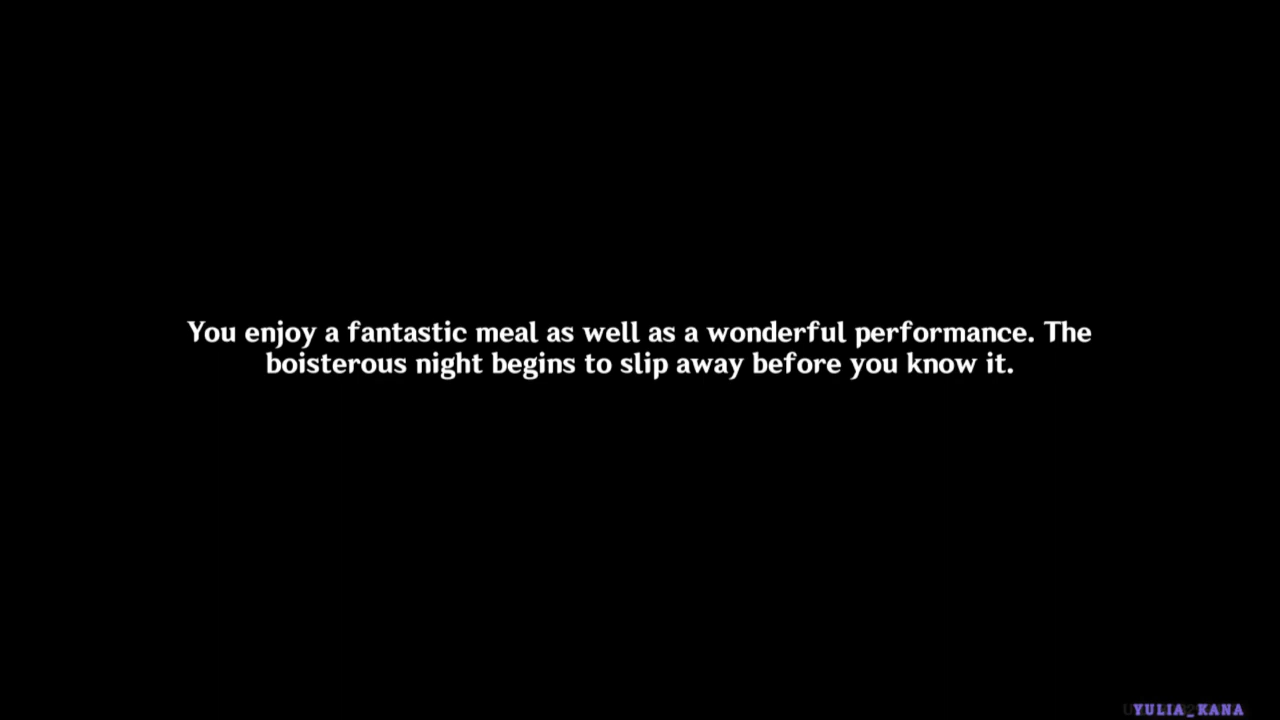 You enjoy a fantastic meal as well as a wonderful performance. The
boisterous night begins to slip away before you know it.
YULIA_KANA